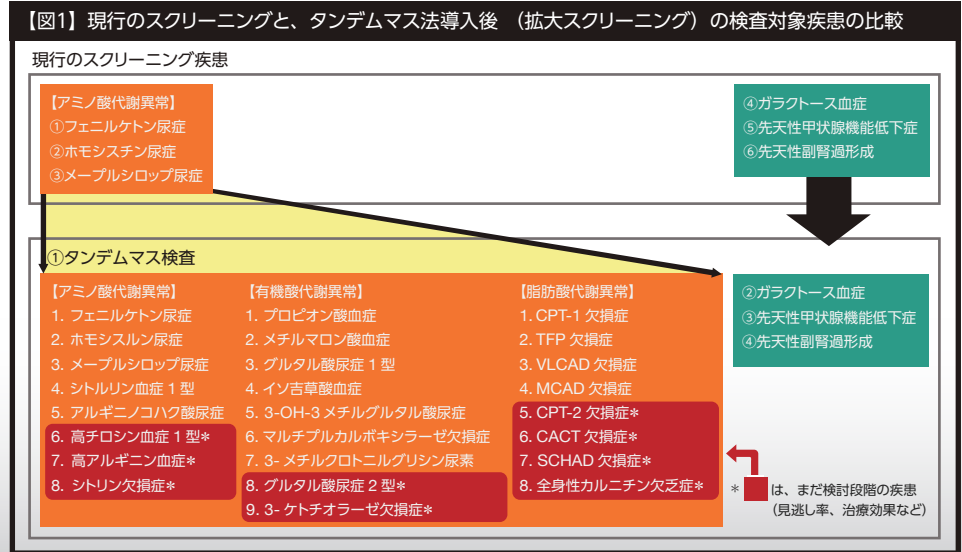 【図1】現行のスクリーニングと、タンデムマス法導入後 （拡大スクリーニング）の検査対象疾患の比較
現行のスクリーニング疾患
【アミノ酸代謝異常】
①フェニルケトン尿症
②ホモシスチン尿症
③メープルシロップ尿症
④ガラクトース血症
⑤先天性甲状腺機能低下症
⑥先天性副腎過形成
①タンデムマス検査
【アミノ酸代謝異常】
1. フェニルケトン尿症
2. ホモシスルン尿症
3. メープルシロップ尿症
4. シトルリン血症 1 型
5. アルギニノコハク酸尿症
6. 高チロシン血症 1 型＊
7. 高アルギニン血症＊
8. シトリン欠損症＊
【有機酸代謝異常】
1. プロピオン酸血症
2. メチルマロン酸血症
3. グルタル酸尿症 1 型
4. イソ吉草酸血症
5. 3-OH-3 メチルグルタル酸尿症
6. マルチプルカルボキシラーゼ欠損症
7. 3- メチルクロトニルグリシン尿素
8. グルタル酸尿症 2 型＊
9. 3- ケトチオラーゼ欠損症＊
【脂肪酸代謝異常】
1. CPT-1 欠損症
2. TFP 欠損症
3. VLCAD 欠損症
4. MCAD 欠損症
5. CPT-2 欠損症＊
6. CACT 欠損症＊
7. SCHAD 欠損症＊
8. 全身性カルニチン欠乏症＊
②ガラクトース血症
③先天性甲状腺機能低下症
④先天性副腎過形成
＊ は、まだ検討段階の疾患
（見逃し率、治療効果など）